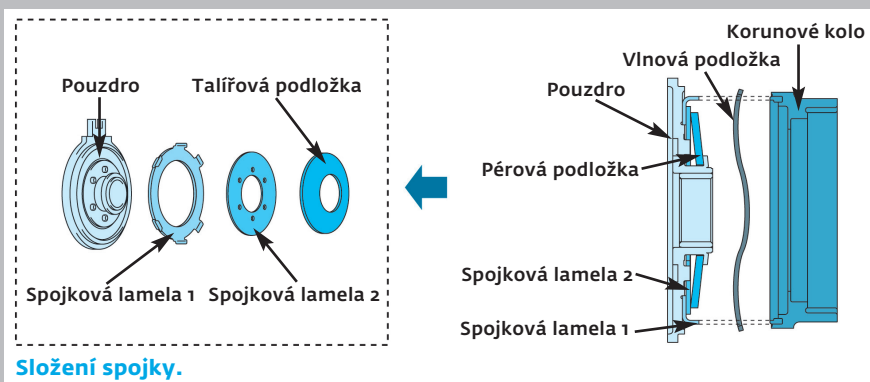 Pouzdro
Talířová podložka
Spojková lamela 1
Spojková lamela 2
Korunové kolo
Vlnová podložka
Pouzdro
Pérová podložka
Spojková lamela 2
Spojková lamela 1
Složení spojky.